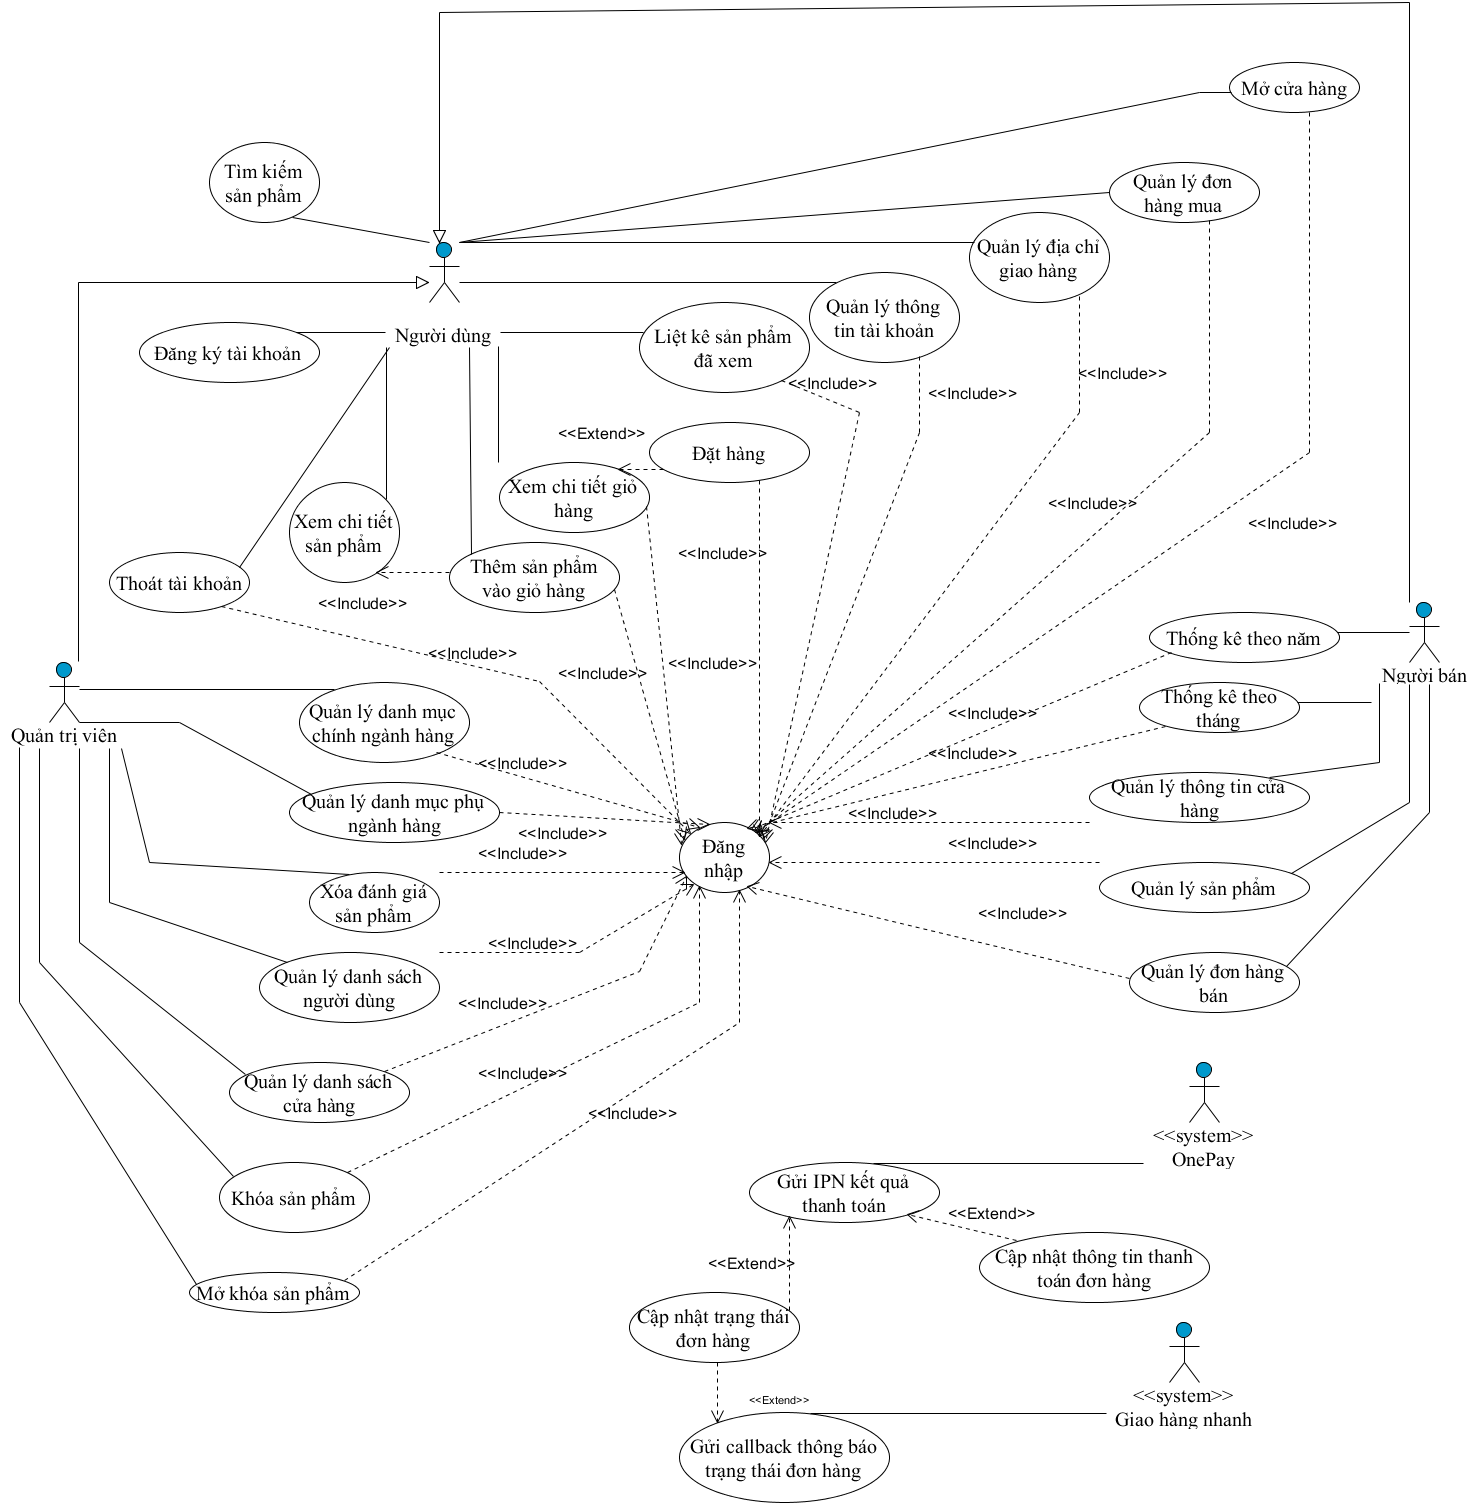 Mở cửa hàng
Tìm kiếm
sản phẩm
Quản lý đơn
hàng mua
Quản lý địa chỉ
giao hàng
Quản lý thông
tin tài khoản
Người dùng
Đăng ký tài khoản
Liệt kê sản phẩm
đã xem
<<Include>>
<<Include>>
<<Include>>
<<Extend>>
Đặt hàng
Xem chi tiết giỏ
hàng
<<Include>>
<<Include>>
Xem chi tiết
sản phẩm
<<Include>>
Thoát tài khoản
Thêm sản phẩm
vào giỏ hàng
<<Include>>
<<Include>>
<<Include>>
<<Include>>
Thống kê theo năm
Người bán
Quản trị viên
Quản lý danh mục
chính ngành hàng
Thống kê theo
tháng
<<Include>>
<<Include>>
<<Include>>
Quản lý danh mục phụ
ngành hàng
Quản lý thông tin cửa
hàng
<<Include>>
<<Include>>
<<Include>>
<<Include>>
Đăng
nhập
Xóa đánh giá
sản phẩm
Quản lý sản phẩm
<<Include>>
<<Include>>
Quản lý danh sách
người dùng
Quản lý đơn hàng
bán
<<Include>>
Quản lý danh sách
cửa hàng
<<Include>>
<<Include>>
Khóa sản phẩm
Mở khóa sản phẩm
<<system>>
OnePay
Gửi IPN kết quả
thanh toán
<<Extend>>
<<Extend>>
Cập nhật thông tin thanh
toán đơn hàng
Cập nhật trạng thái
đơn hàng
<<system>>
Giao hàng nhanh
<<Extend>>
Gửi callback thông báo
trạng thái đơn hàng